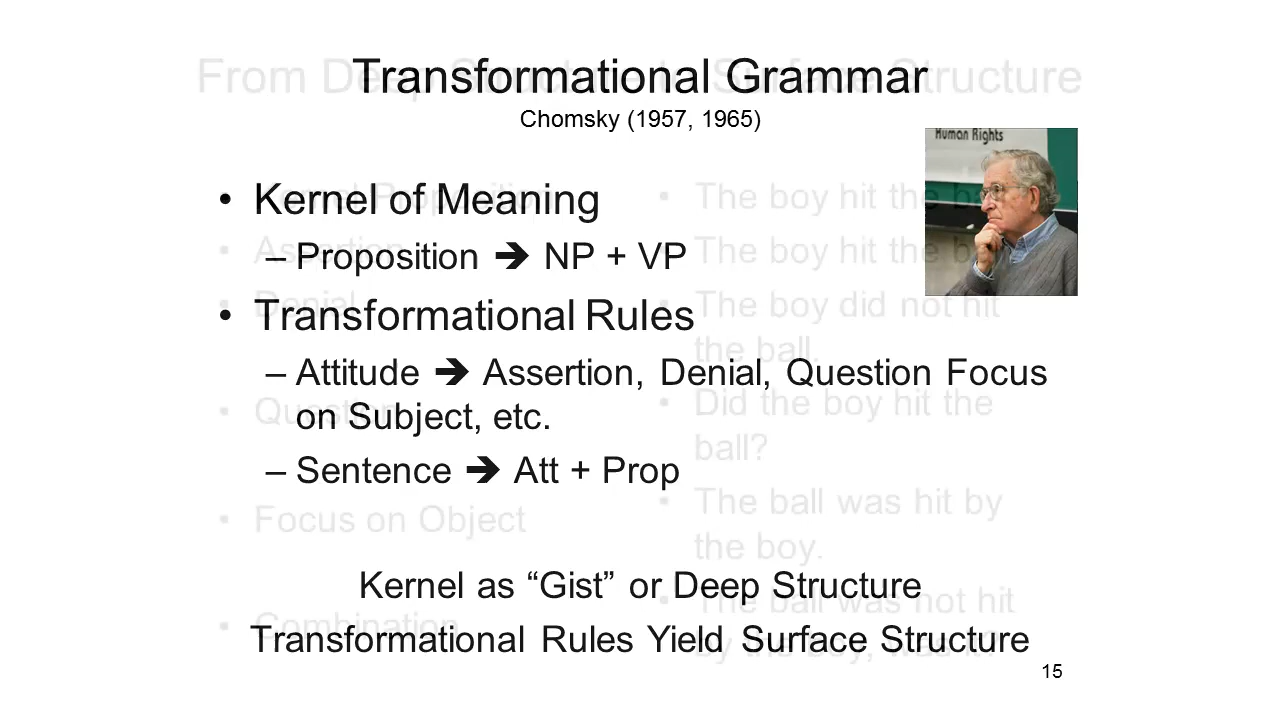 Transformational Grammar
From Deep Structure to Surface Structure
Chomsky (1957, 1965)
Human Rights
• Kernel of Meaning
– Proposition ➔ NP + VP
• Transformational Rules
– Attitude ➔ Assertion, Denial, Question Focus
on Subject, etc.
– Sentence ➔ Att + Prop
Kernel as “Gist” or Deep Structure
Transformational Rules Yield Surface Structure
• Kernel Proposition
• Assertion
• Denial
• Question
• Focus on Object
• Combination
• The boy hit the ball
• The boy hit the
• The boy did not hit
the ball.
• Did the boy hit the
ball?
• The ball was hit by
the boy.
• The ball was not hit
by the boy, was it?
15